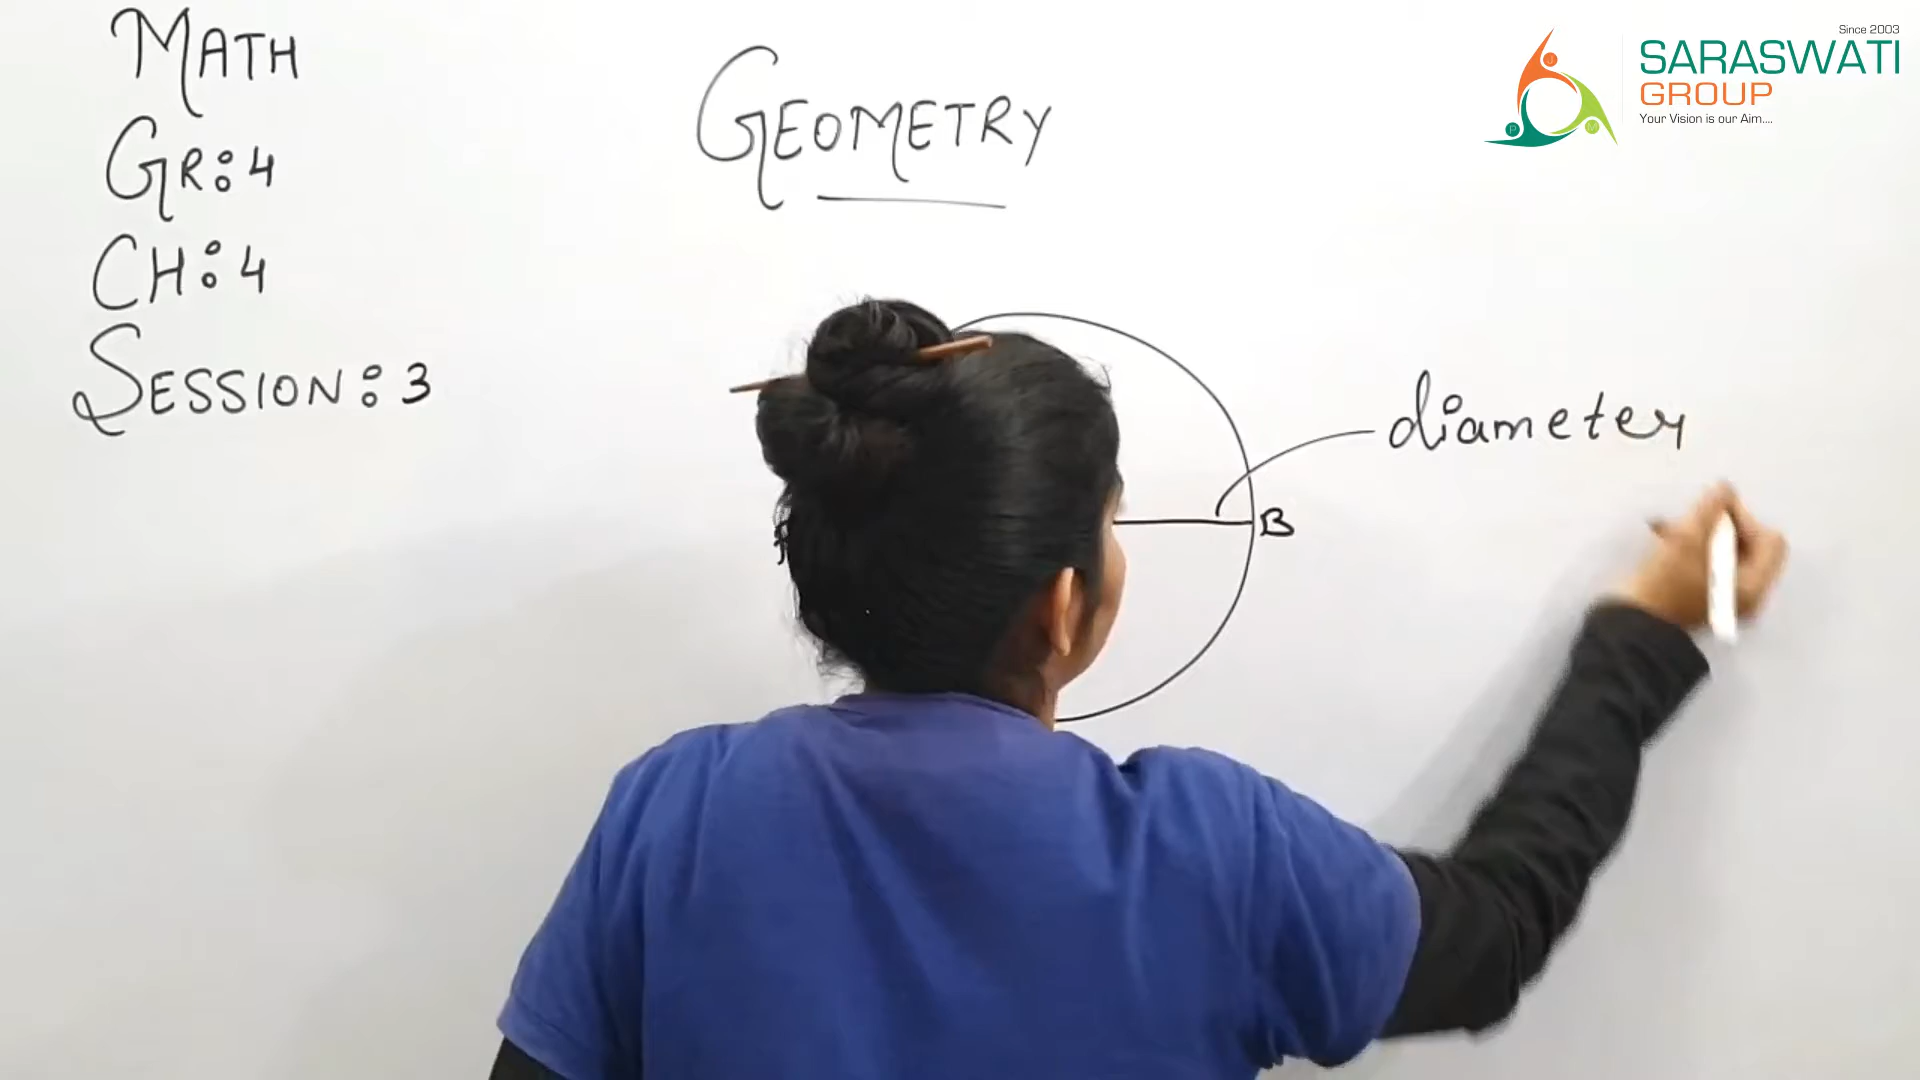 MATH
GR: 4
CH: 4
SESSION: 3
GEOMETRY
diameter
B
Since 2003
SARASWATI
GROUP
Your Vision is our Aim....
J
P
M